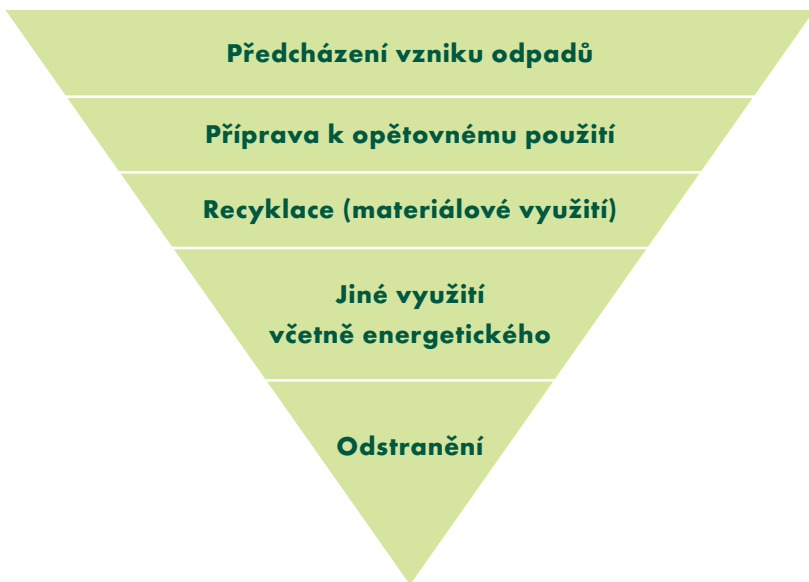 Předcházení vzniku odpadů
Příprava k opětovnému použití
Recyklace (materiálové využití)
Jiné využití
včetně energetického
Odstranění